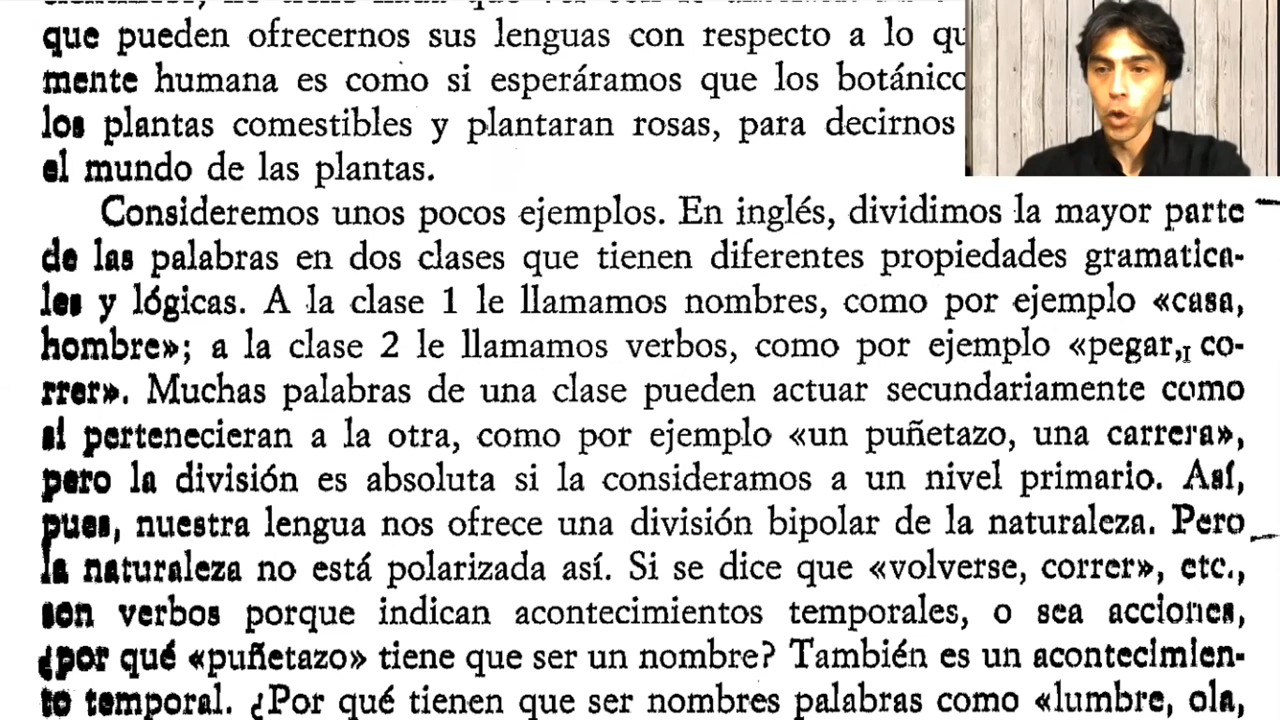 que pueden ofrecernos sus lenguas con respecto a lo qu
mente humana es como si esperáramos que los botánico
los plantas comestibles y plantaran rosas, para decirnos
el mundo de las plantas.
Consideremos unos pocos ejemplos. En inglés, dividimos la mayor parte
de las palabras en dos clases que tienen diferentes propiedades gramatica-
les y lógicas. A la clase 1 le llamamos nombres, como por ejemplo «casa,
hombre»; a la clase 2 le llamamos verbos, como por ejemplo «pegar, co-
rrer». Muchas palabras de una clase pueden actuar secundariamente como
si pertenecieran a la otra, como por ejemplo «un puñetazo, una carrera»,
pero la división es absoluta si la consideramos a un nivel primario. Así,
pues, nuestra lengua nos ofrece una división bipolar de la naturaleza. Pero
la naturaleza no está polarizada así. Si se dice que «volverse, correr», etc.,
son verbos porque indican acontecimientos temporales, o sea acciones,
¿por qué «puñetazo» tiene que ser un nombre? También es un acontecimien-
to temporal. ¿Por qué tienen que ser nombres palabras como «lumbre, ola,